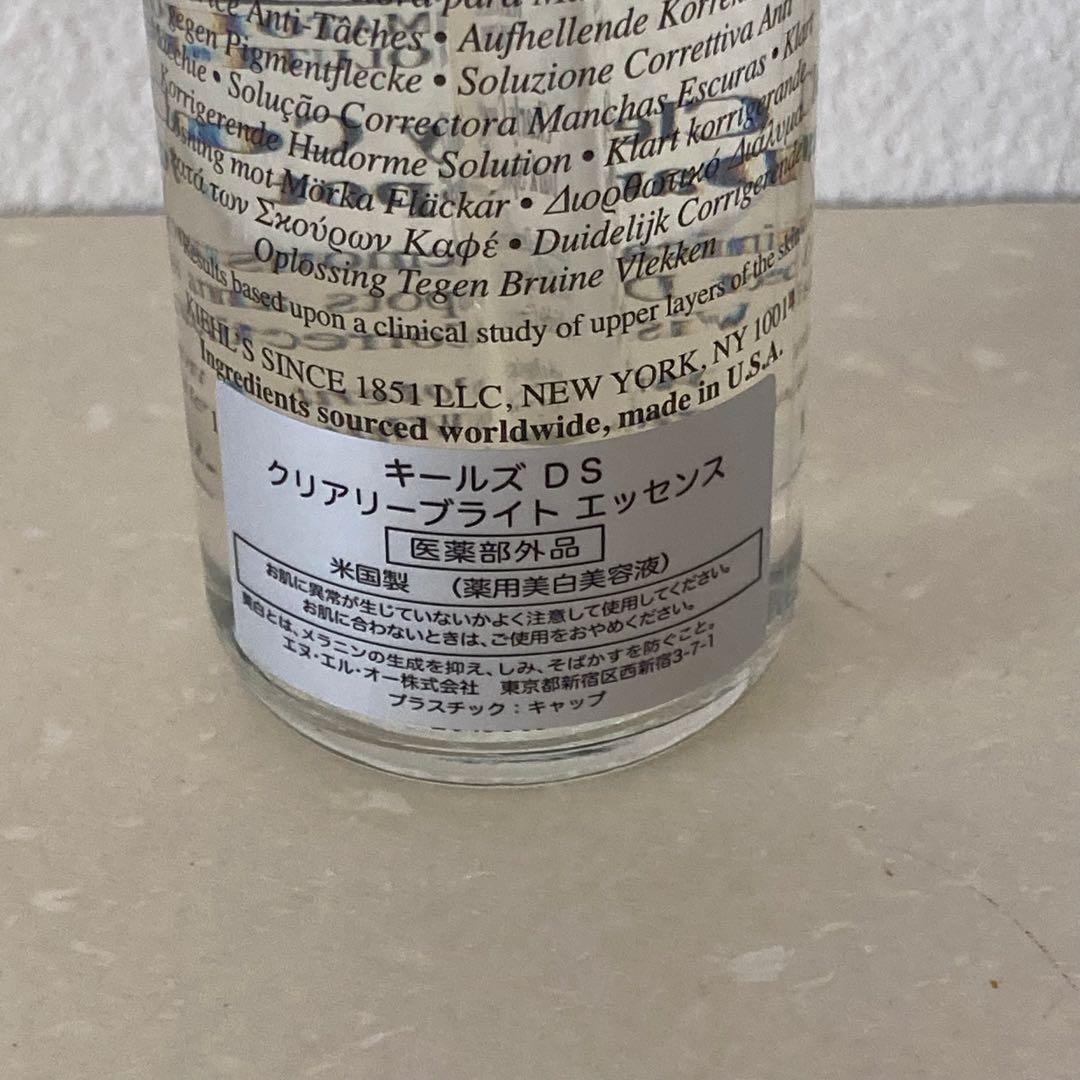 Anti-Tâches • Aufhellende
gegen Pigmentflecke • Soluzione Correttiva Anti
• Solução Correctora Manchas Escuras • Klart
Korrigerende Hudorme Solution • Klart korrigerande
Løsning mot Mörka Fläckar • Διορθωτικό Διάλυμα
κατά των Σκούρων Καφέ • Duidelijk Corrigerende
Oplossing Tegen Bruine Vlekken
results based upon a clinical study of upper layers of the skin
KIEHL'S SINCE 1851 LLC, NEW YORK, NY 10014
Ingredients sourced worldwide, made in U.S.A.
キールズ DS
クリアリーブライト エッセンス
医薬部外品
米国製 (薬用美白美容液)
お肌に異常が生じていないかよく注意して使用してください。
お肌に合わないときは、ご使用をおやめください。
美白とは、メラニンの生成を抑え、しみ、そばかすを防ぐこと。
エヌ・エル・オー株式会社 東京都新宿区西新宿3-7-1
プラスチック:キャップ